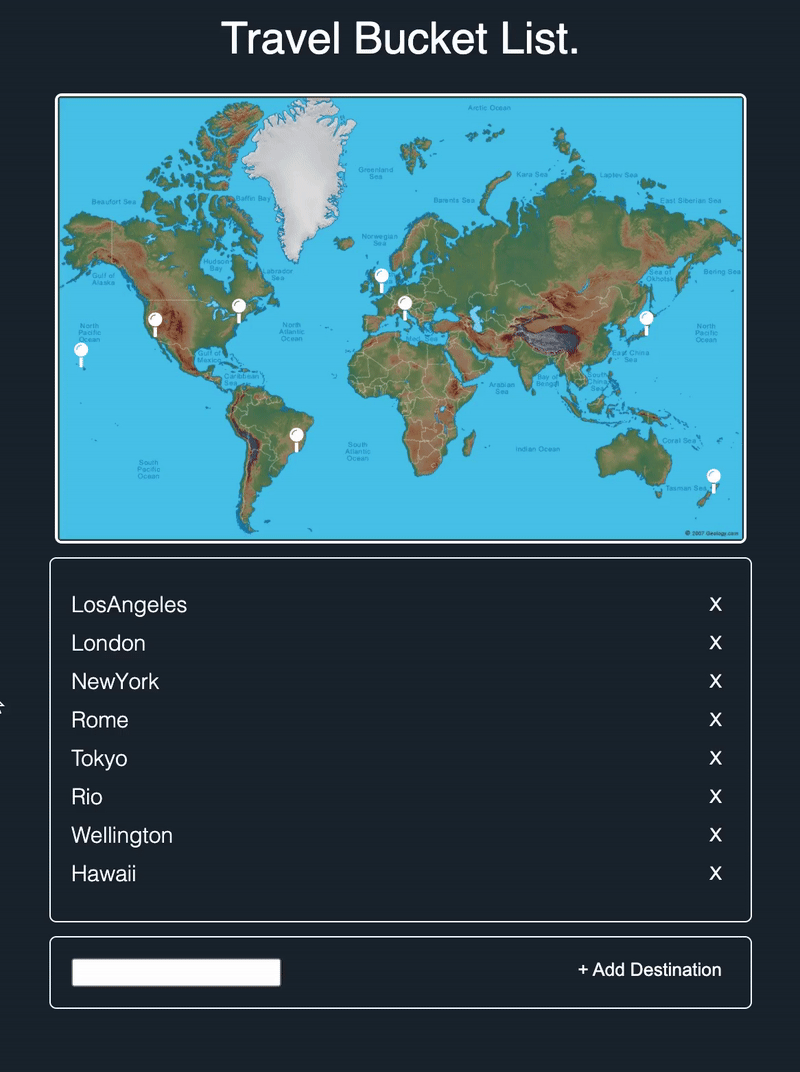 Travel Bucket List.
Arctic Ocean
Greenland
Sea
Kara Sea
Laptev Sea
Beaufort Sea
Baffin Bay
Barenta Sea
East Siberian Sea
Norwegian
Sea
Hudson
Bay
Labrador
Sea
Gulf of
Alaska
Sea of
Okhotsk
Bering Sea
North
Pacific
Ocean
North
Atlantic
Ocean
North
Pacific
Ocean
Med. Sea
Gulf of
Mexico
East China
Sea
Caribbean
Sea
Arabian
Sea
Bay of
Bengal
South
China
Sea
South
Pacific
Ocean
South
Atlantic
Ocean
Indian Ocean
Coral Sea
Tasman Sea
© 2007 Geology.com
LosAngeles X
London X
NewYork X
Rome X
Tokyo X
Rio X
Wellington X
Hawaii X
+ Add Destination